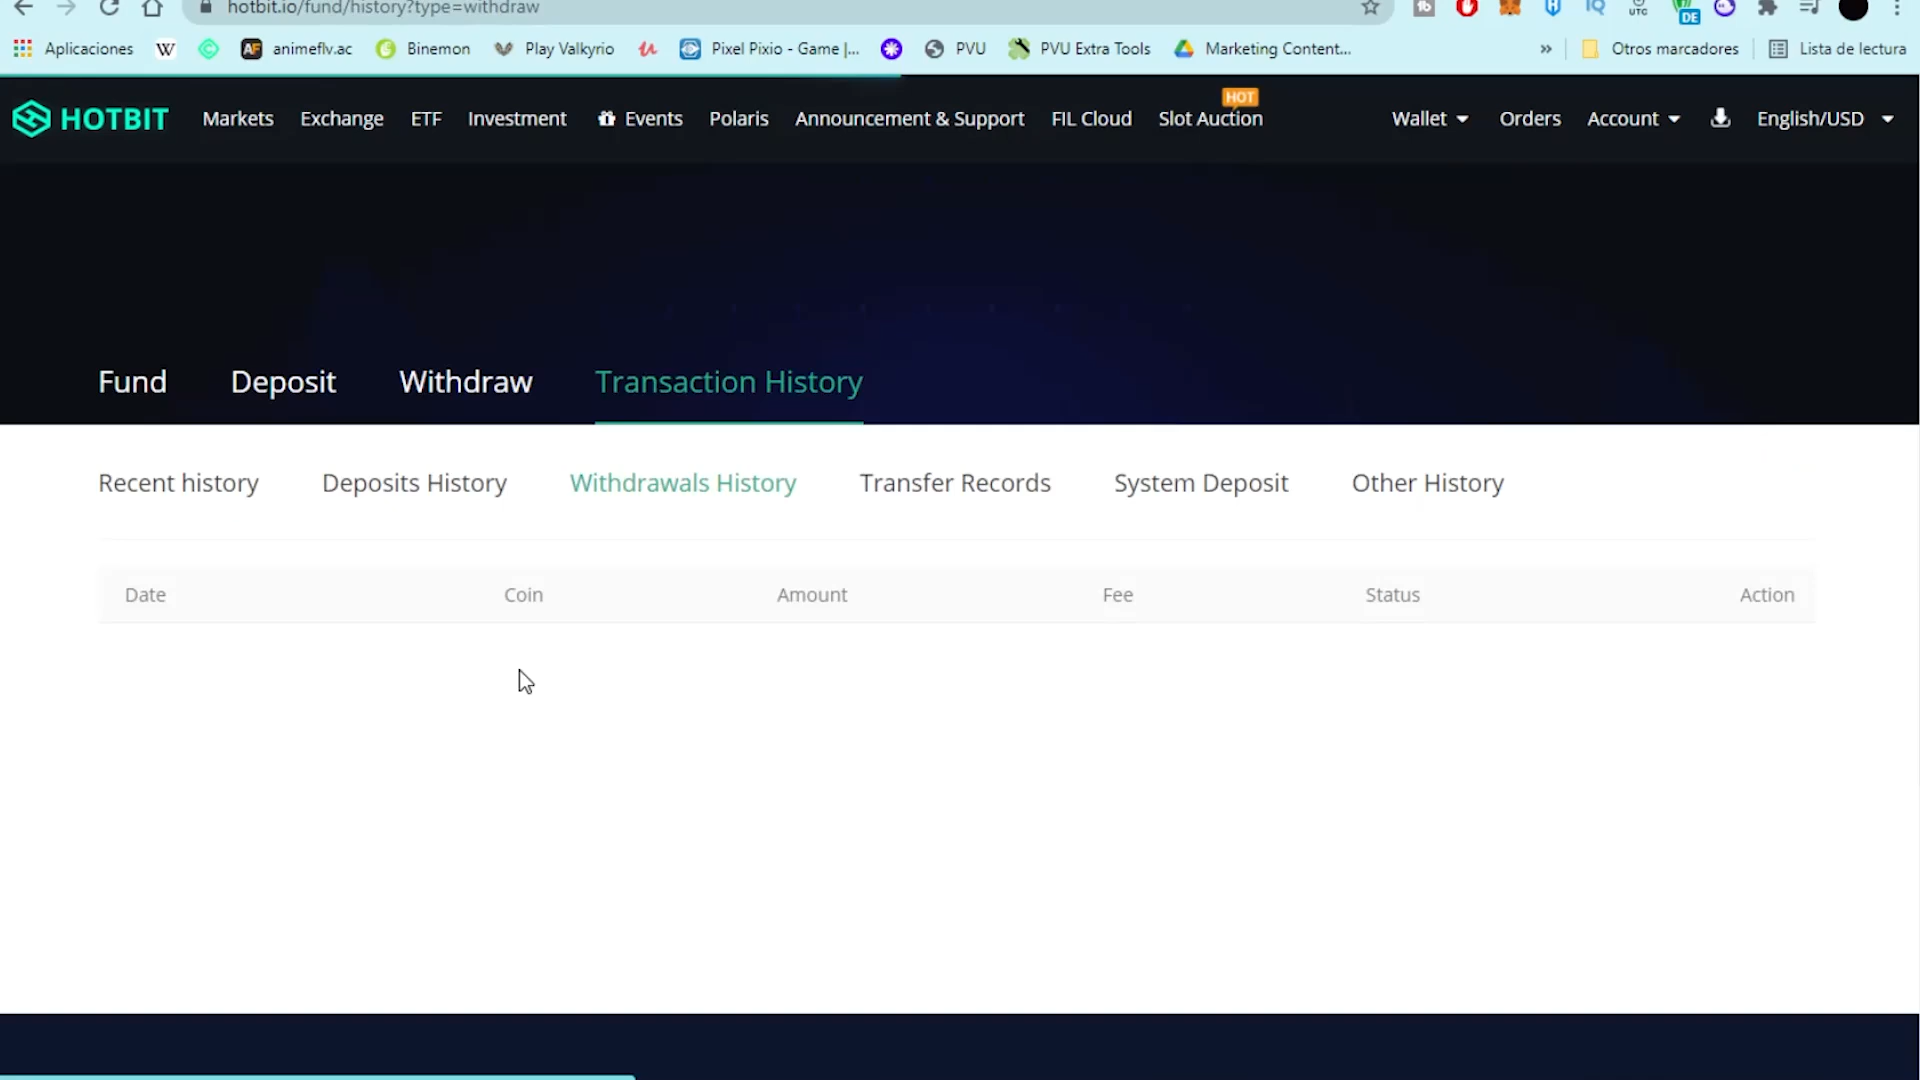 hotbit.io/fund/history?type=withdraw
Aplicaciones W AF animeflv.ac Binemon Play Valkyrio Pixel Pixio - Game |... PVU PVU Extra Tools Marketing Content... » Otros marcadores Lista de lectura
UTC DE
HOT
HOTBIT Markets Exchange ETF Investment Events Polaris Announcement & Support FIL Cloud Slot Auction Wallet Orders Account English/USD
Fund Deposit Withdraw Transaction History
Recent history Deposits History Withdrawals History Transfer Records System Deposit Other History
Date Coin Amount Fee Status Action